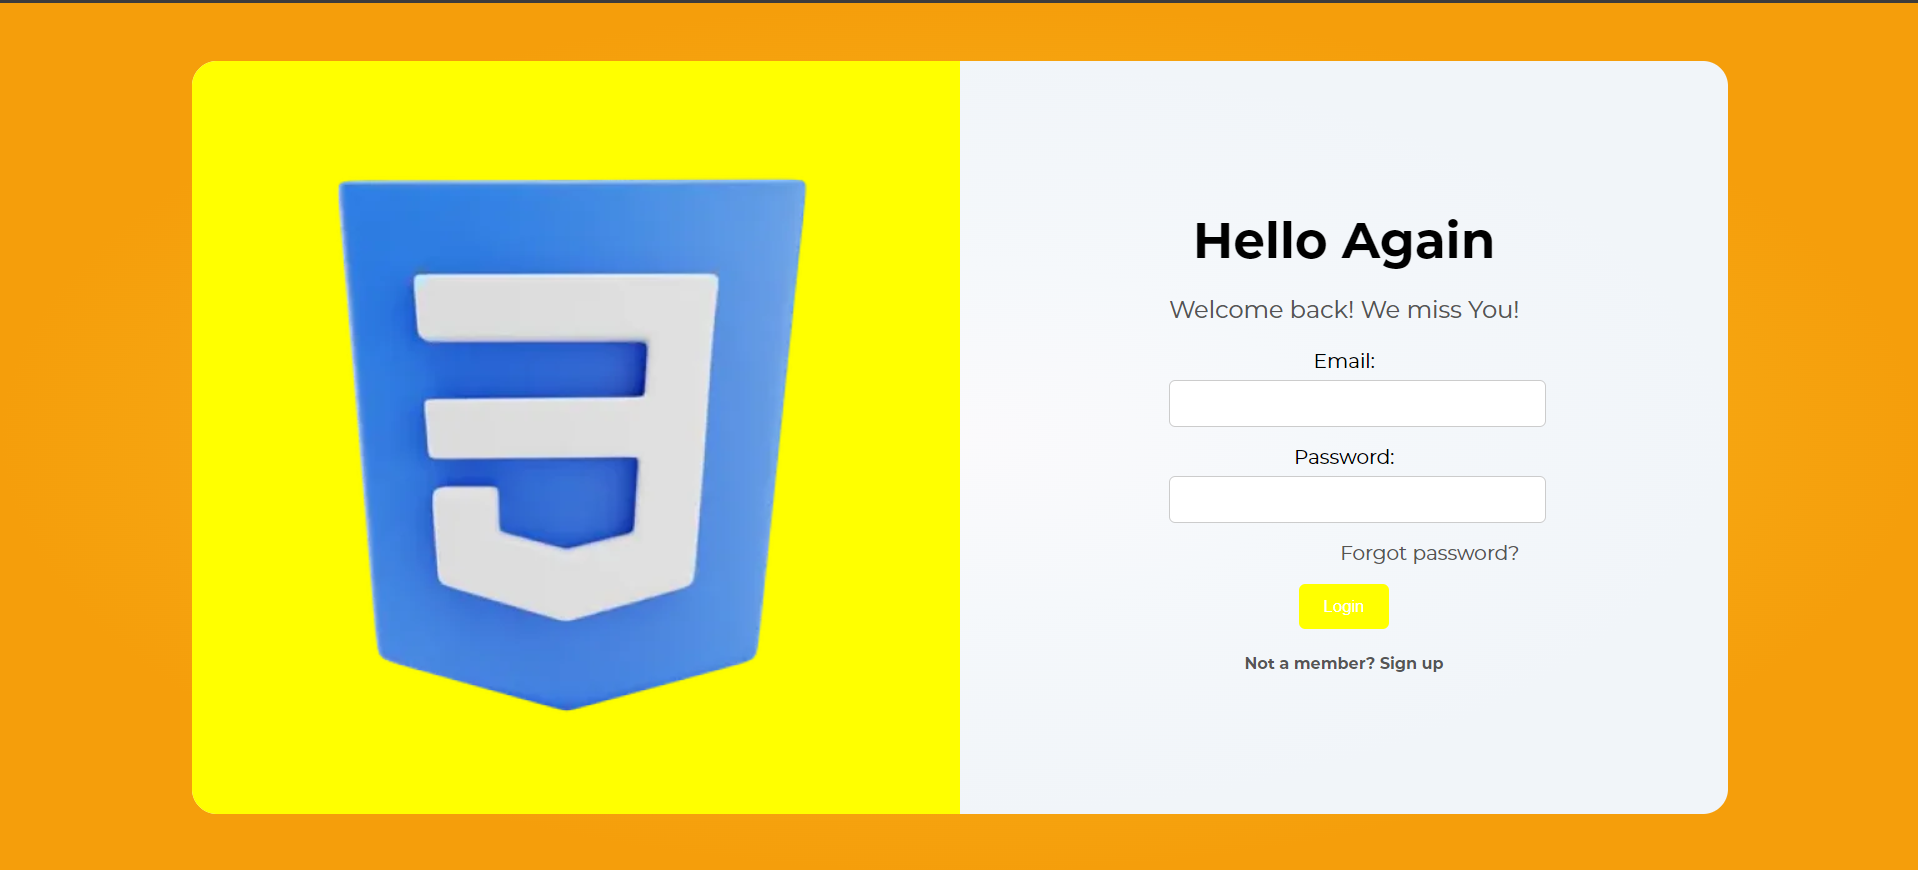 Hello Again
Welcome back! We miss You!
Email:
Password:
Forgot password?
Login
Not a member? Sign up